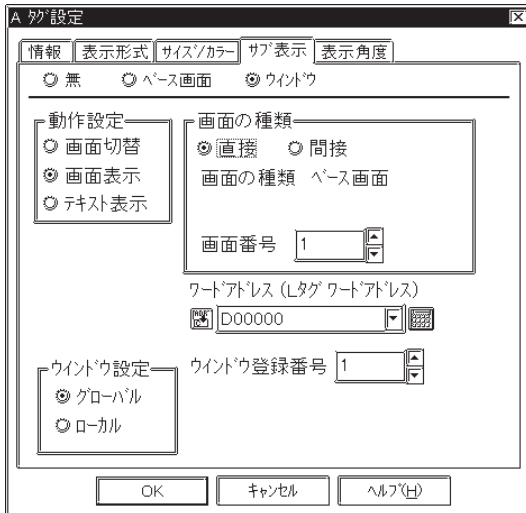 A ﾀｸﾞ設定
情報 表示形式 ｻｲｽﾞ/ｶﾗｰ ｻﾌﾞ表示 表示角度
無 ﾍﾞｰｽ画面 ｳｨﾝﾄﾞｳ
動作設定
画面切替
画面表示
ﾃｷｽﾄ表示
画面の種類
直接 間接
画面の種類 ﾍﾞｰｽ画面
画面番号 1
ﾜｰﾄﾞｱﾄﾞﾚｽ (Lﾀｸﾞ ﾜｰﾄﾞｱﾄﾞﾚｽ)
D00000
ｳｲﾝﾄﾞｳ登録番号 1
ｳｲﾝﾄﾞｳ設定
ｸﾞﾛｰﾊﾞﾙ
ﾛｰｶﾙ
OK ｷｬﾝｾﾙ ﾍﾙﾌﾟ(H)